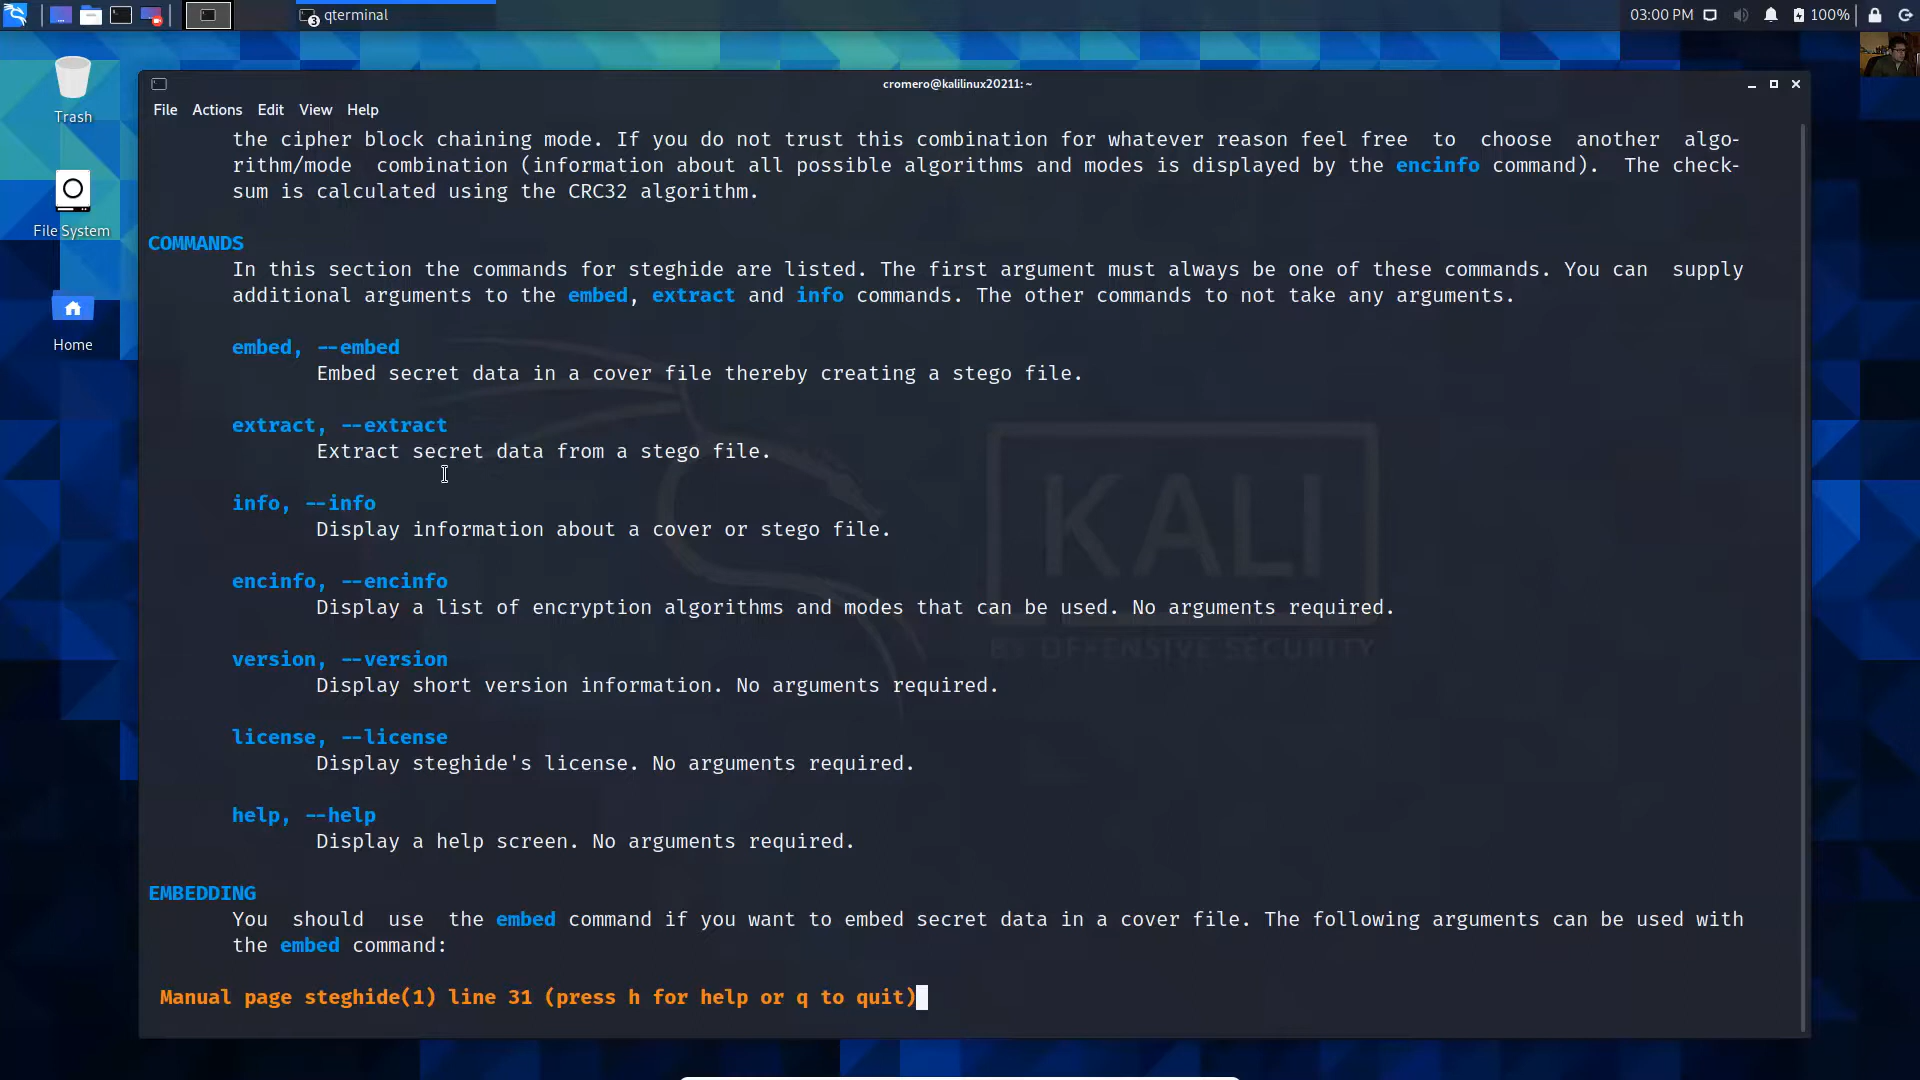 qterminal
3
03:00 PM
100%
Trash
File System
Home
cromero@kalilinux20211: ~
File Actions Edit View Help
the cipher block chaining mode. If you do not trust this combination for whatever reason feel free to choose another algo-
rithm/mode combination (information about all possible algorithms and modes is displayed by the encinfo command). The check-
sum is calculated using the CRC32 algorithm.
COMMANDS
In this section the commands for steghide are listed. The first argument must always be one of these commands. You can supply
additional arguments to the embed, extract and info commands. The other commands to not take any arguments.
embed, --embed
Embed secret data in a cover file thereby creating a stego file.
extract, --extract
Extract secret data from a stego file.
info, --info
Display information about a cover or stego file.
encinfo, --encinfo
Display a list of encryption algorithms and modes that can be used. No arguments required.
version, --version
Display short version information. No arguments required.
license, --license
Display steghide's license. No arguments required.
help, --help
Display a help screen. No arguments required.
EMBEDDING
You should use the embed command if you want to embed secret data in a cover file. The following arguments can be used with
the embed command:
Manual page steghide(1) line 31 (press h for help or q to quit)
KALI
BY OFFENSIVE SECURITY